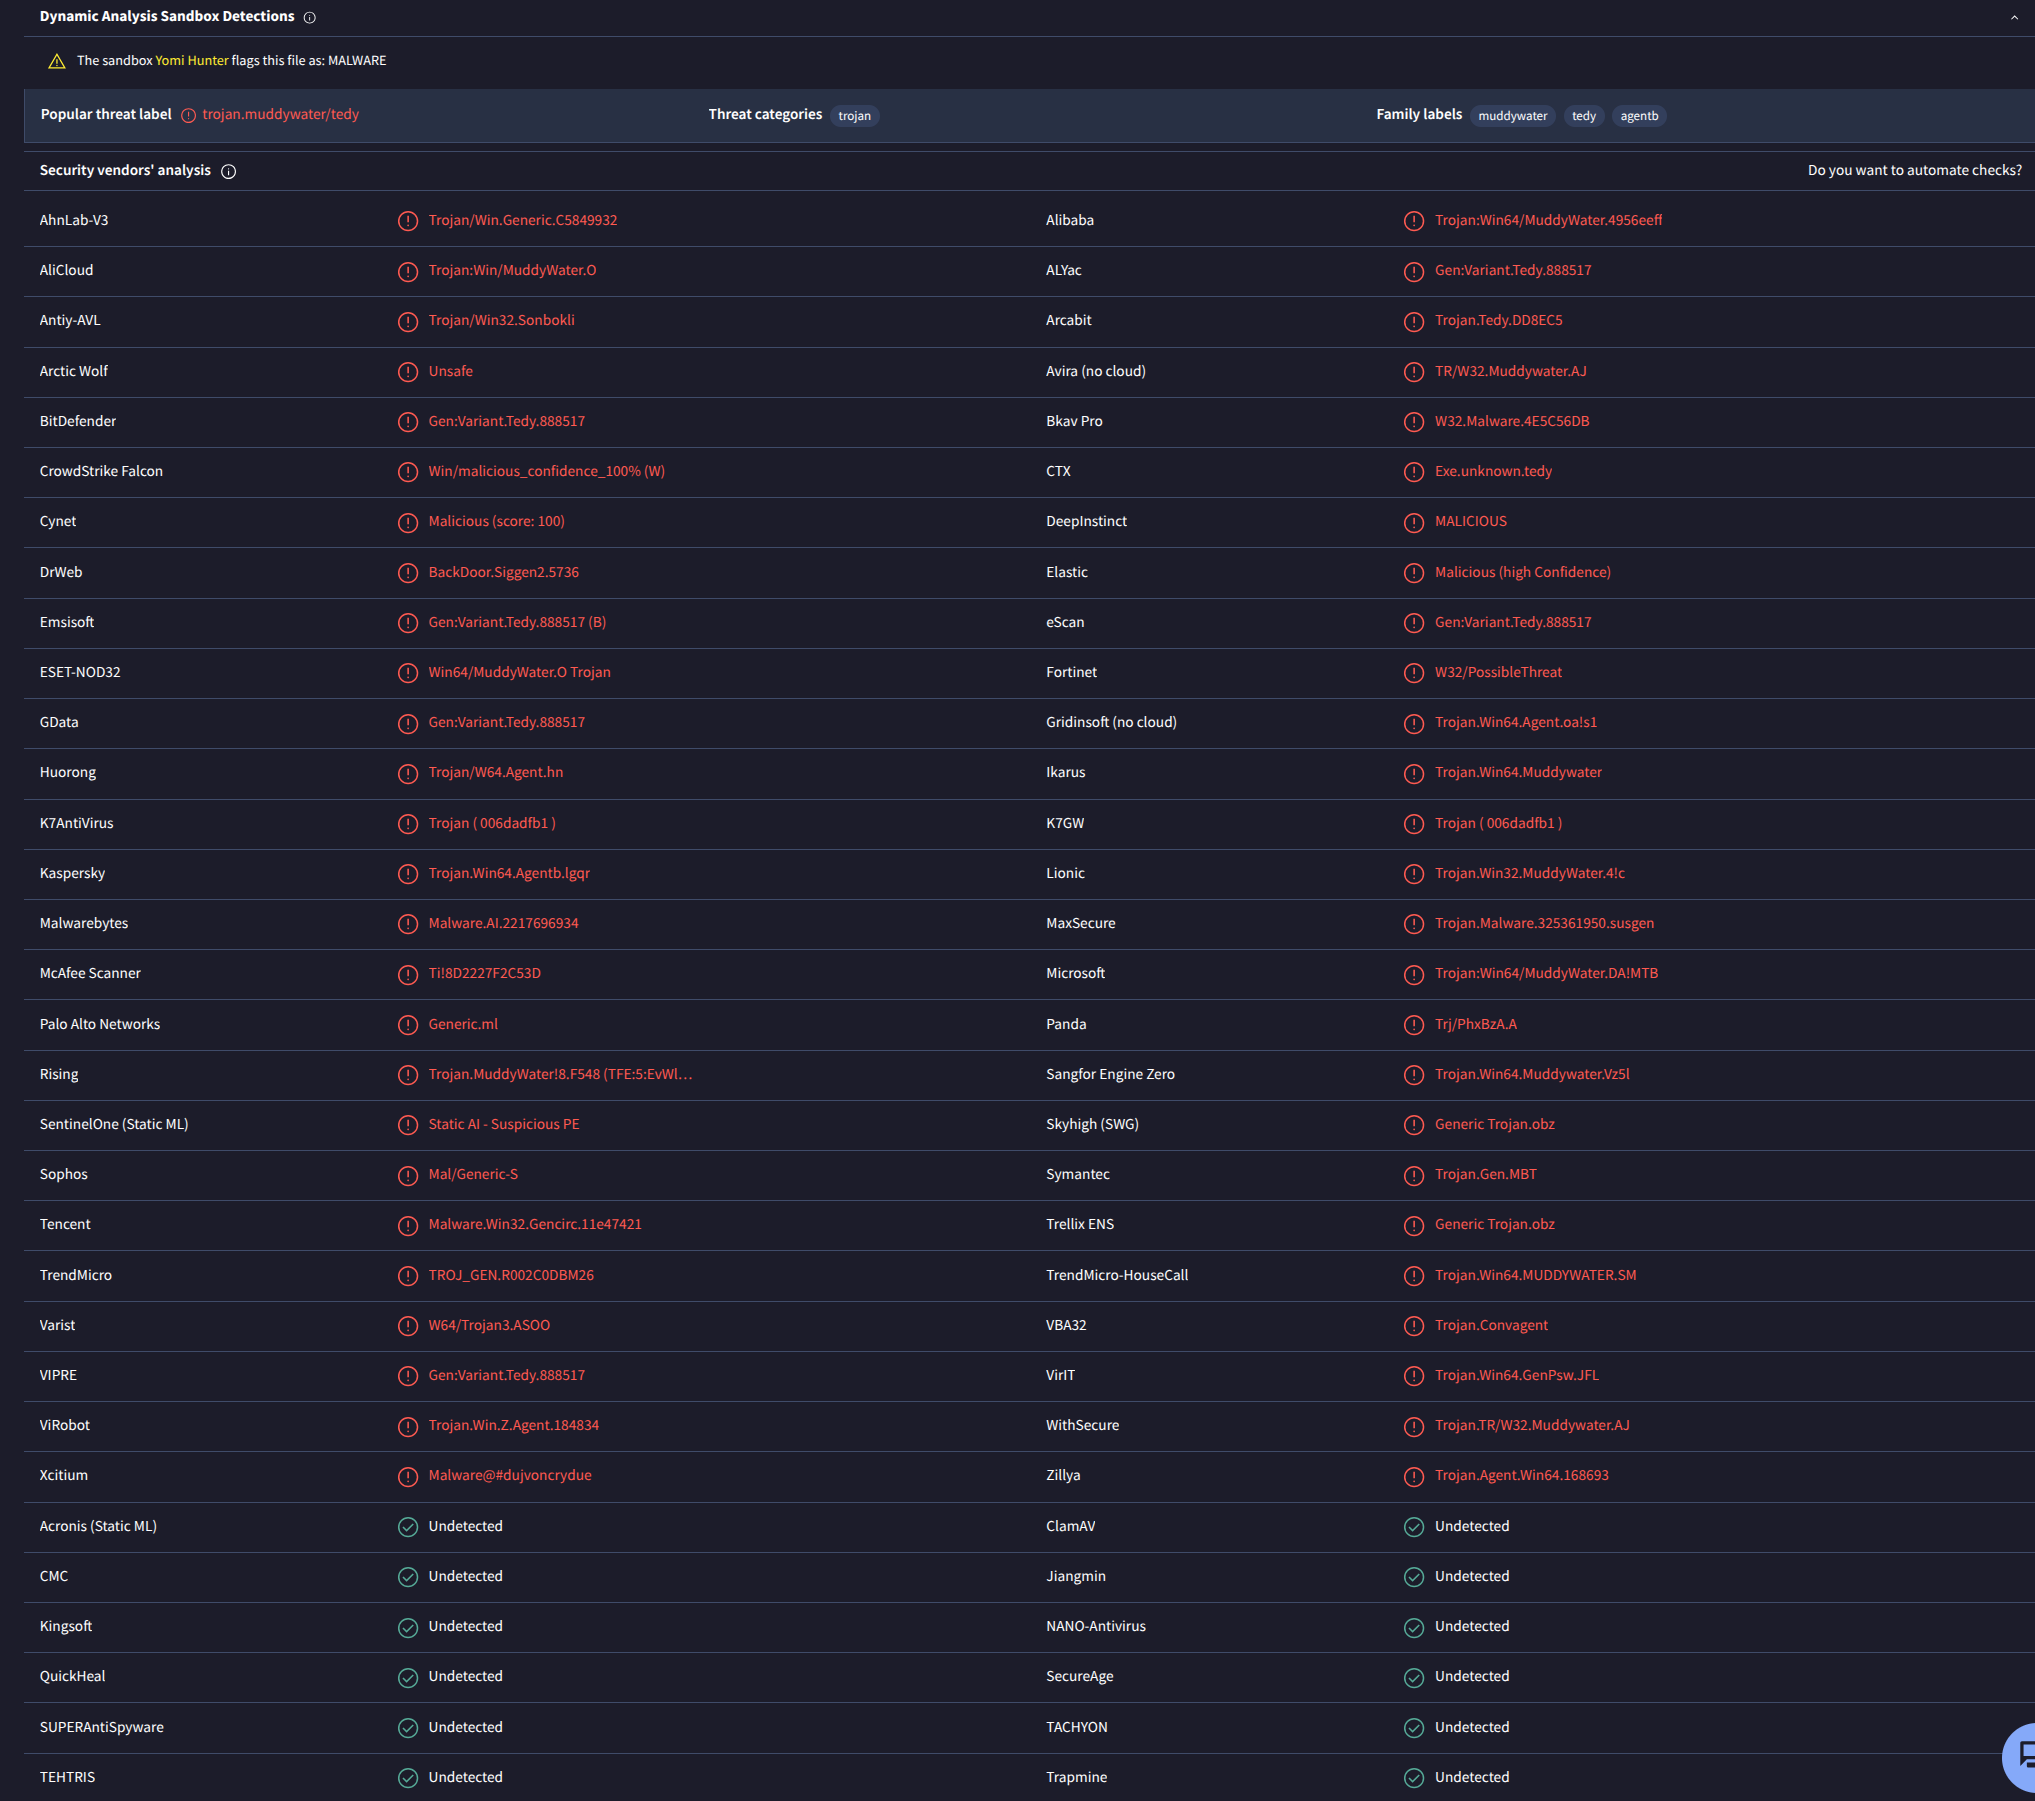 Dynamic Analysis Sandbox Detections
The sandbox Yomi Hunter flags this file as: MALWARE
Popular threat label trojan.muddywater/tedy Threat categories trojan Family labels muddywater tedy agentb
Security vendors' analysis Do you want to automate checks?
AhnLab-V3 Trojan/Win.Generic.C5849932 Alibaba Trojan:Win64/MuddyWater.4956eeff
AliCloud Trojan:Win/MuddyWater.O ALYac Gen:Variant.Tedy.888517
Antiy-AVL Trojan/Win32.Sonbokli Arcabit Trojan.Tedy.DD8EC5
Arctic Wolf Unsafe Avira (no cloud) TR/W32.Muddywater.AJ
BitDefender Gen:Variant.Tedy.888517 Bkav Pro W32.Malware.4E5C56DB
CrowdStrike Falcon Win/malicious_confidence_100% (W) CTX Exe.unknown.tedy
Cynet Malicious (score: 100) DeepInstinct MALICIOUS
DrWeb BackDoor.Siggen2.5736 Elastic Malicious (high Confidence)
Emsisoft Gen:Variant.Tedy.888517 (B) eScan Gen:Variant.Tedy.888517
ESET-NOD32 Win64/MuddyWater.O Trojan Fortinet W32/PossibleThreat
GData Gen:Variant.Tedy.888517 Gridinsoft (no cloud) Trojan.Win64.Agent.oa!s1
Huorong Trojan/W64.Agent.hn Ikarus Trojan.Win64.Muddywater
K7AntiVirus Trojan ( 006dadfb1 ) K7GW Trojan ( 006dadfb1 )
Kaspersky Trojan.Win64.Agentb.lgqr Lionic Trojan.Win32.MuddyWater.4!c
Malwarebytes Malware.AI.2217696934 MaxSecure Trojan.Malware.325361950.susgen
McAfee Scanner Ti!8D2227F2C53D Microsoft Trojan:Win64/MuddyWater.DA!MTB
Palo Alto Networks Generic.ml Panda Trj/PhxBzA.A
Rising Trojan.MuddyWater!8.F548 (TFE:5:EvWl... Sangfor Engine Zero Trojan.Win64.Muddywater.Vz5l
SentinelOne (Static ML) Static AI - Suspicious PE Skyhigh (SWG) Generic Trojan.obz
Sophos Mal/Generic-S Symantec Trojan.Gen.MBT
Tencent Malware.Win32.Gencirc.11e47421 Trellix ENS Generic Trojan.obz
TrendMicro TROJ_GEN.R002C0DBM26 TrendMicro-HouseCall Trojan.Win64.MUDDYWATER.SM
Varist W64/Trojan3.ASOO VBA32 Trojan.Convagent
VIPRE Gen:Variant.Tedy.888517 VirIT Trojan.Win64.GenPsw.JFL
ViRobot Trojan.Win.Z.Agent.184834 WithSecure Trojan.TR/W32.Muddywater.AJ
Xcitium Malware@#dujvoncrydue Zillya Trojan.Agent.Win64.168693
Acronis (Static ML) Undetected ClamAV Undetected
CMC Undetected Jiangmin Undetected
Kingsoft Undetected NANO-Antivirus Undetected
QuickHeal Undetected SecureAge Undetected
SUPERAntiSpyware Undetected TACHYON Undetected
TEHTRIS Undetected Trapmine Undetected